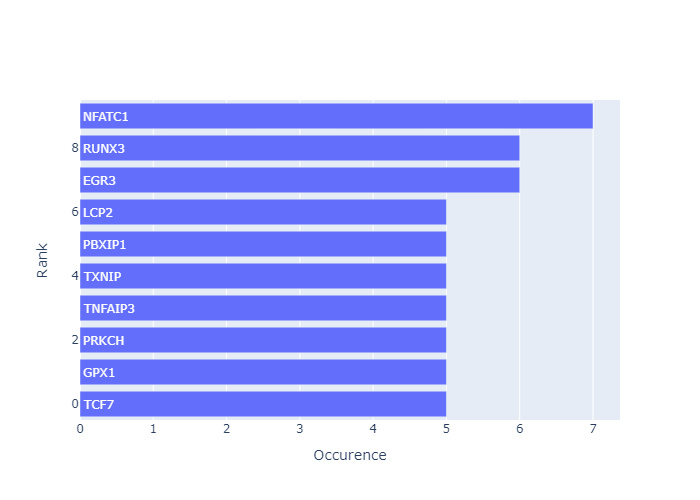 Rank
NFATC1
8 RUNX3
EGR3
6 LCP2
PBXIP1
4 TXNIP
TNFAIP3
2 PRKCH
GPX1
0 TCF7
0 1 2 3 4 5 6 7
Occurence